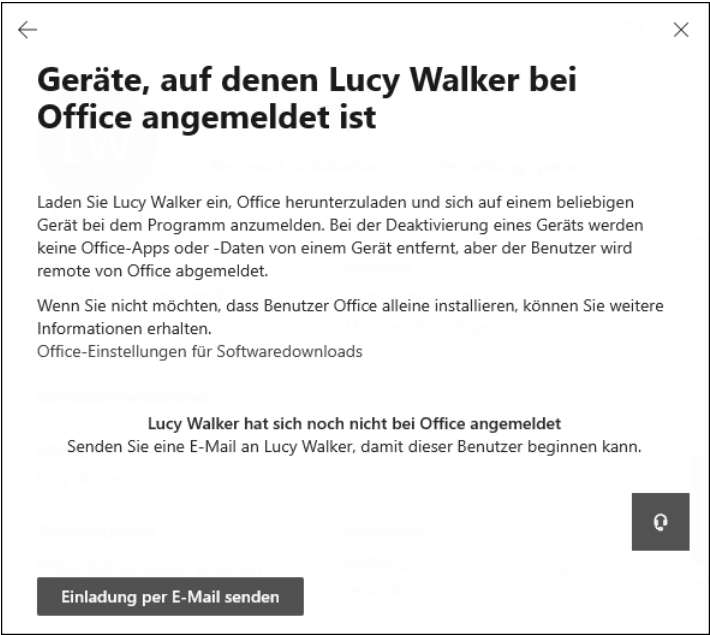 Geräte, auf denen Lucy Walker bei
Office angemeldet ist
Laden Sie Lucy Walker ein, Office herunterzuladen und sich auf einem beliebigen
Gerät bei dem Programm anzumelden. Bei der Deaktivierung eines Geräts werden
keine Office-Apps oder -Daten von einem Gerät entfernt, aber der Benutzer wird
remote von Office abgemeldet.
Wenn Sie nicht möchten, dass Benutzer Office alleine installieren, können Sie weitere
Informationen erhalten.
Office-Einstellungen für Softwaredownloads
Lucy Walker hat sich noch nicht bei Office angemeldet
Senden Sie eine E-Mail an Lucy Walker, damit dieser Benutzer beginnen kann.
Einladung per E-Mail senden